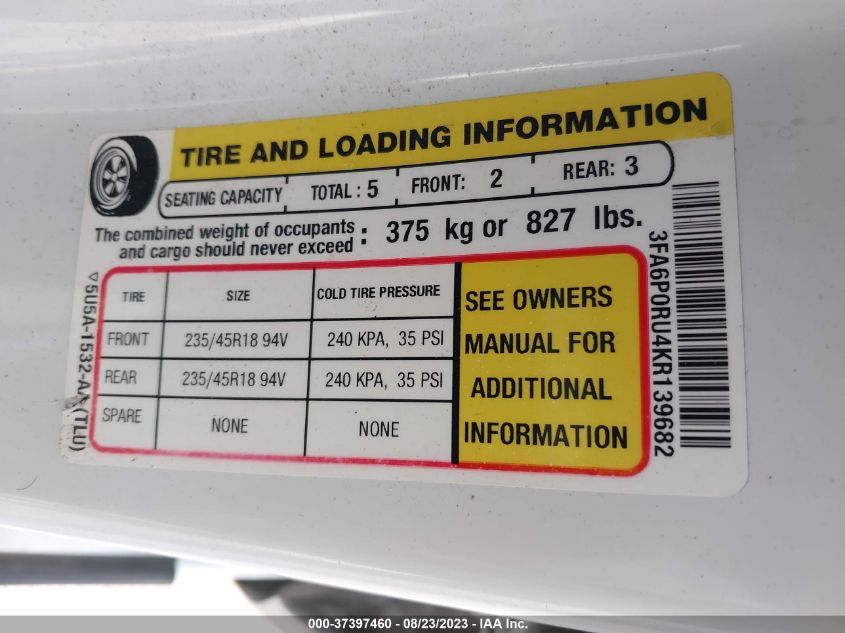 TIRE AND LOADING INFORMATION
SEATING CAPACITY TOTAL : 5 FRONT: 2 REAR: 3
The combined weight of occupants
and cargo should never exceed : 375 kg or 827 lbs.
TIRE SIZE COLD TIRE PRESSURE
FRONT 235/45R18 94V 240 KPA, 35 PSI
REAR 235/45R18 94V 240 KPA, 35 PSI
SPARE NONE NONE
SEE OWNERS
MANUAL FOR
ADDITIONAL
INFORMATION
3FA6P0RU4KR139682
5U5A-1532-AA (TLU)
000-37397460 - 08/23/2023 - IAA Inc.